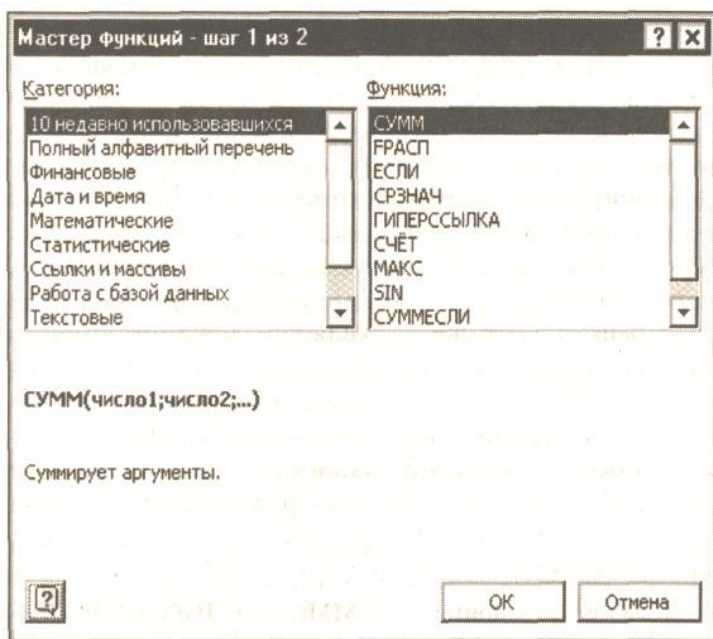 Мастер функций - шаг 1 из 2
Категория:
10 недавно использовавшихся
Полный алфавитный перечень
Финансовые
Дата и время
Математические
Статистические
Ссылки и массивы
Работа с базой данных
Текстовые
Функция:
СУММ
FРАСП
ЕСЛИ
СРЗНАЧ
ГИПЕРССЫЛКА
СЧЁТ
МАКС
SIN
СУММЕСЛИ
СУММ(число1;число2;...)
Суммирует аргументы.
ОК
Отмена